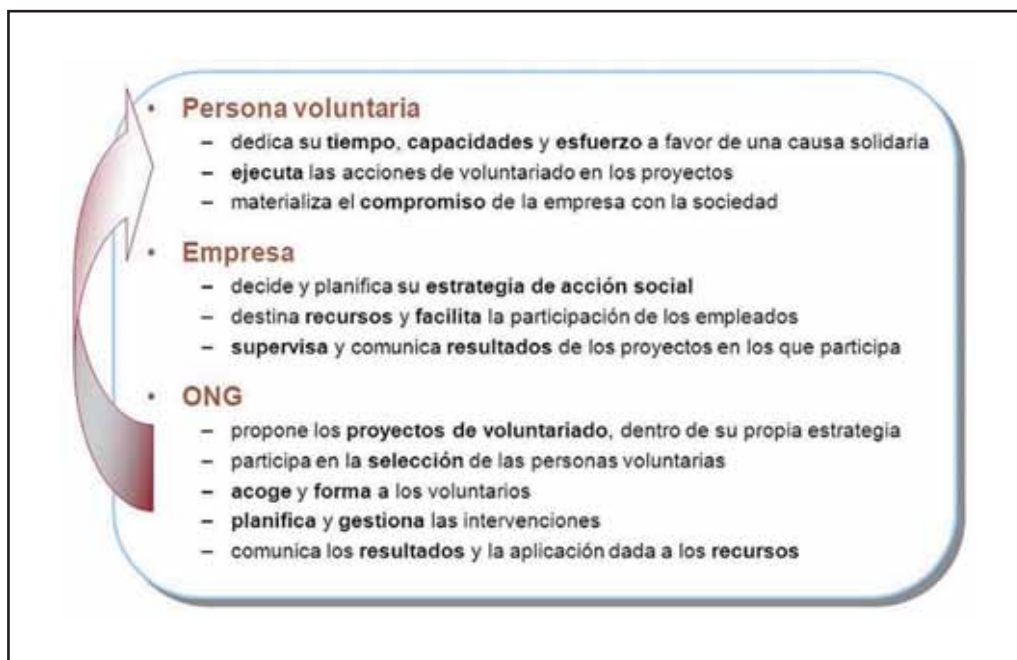 • Persona voluntaria
– dedica su tiempo, capacidades y esfuerzo a favor de una causa solidaria
– ejecuta las acciones de voluntariado en los proyectos
– materializa el compromiso de la empresa con la sociedad
• Empresa
– decide y planifica su estrategia de acción social
– destina recursos y facilita la participación de los empleados
– supervisa y comunica resultados de los proyectos en los que participa
• ONG
– propone los proyectos de voluntariado, dentro de su propia estrategia
– participa en la selección de las personas voluntarias
– acoge y forma a los voluntarios
– planifica y gestiona las intervenciones
– comunica los resultados y la aplicación dada a los recursos